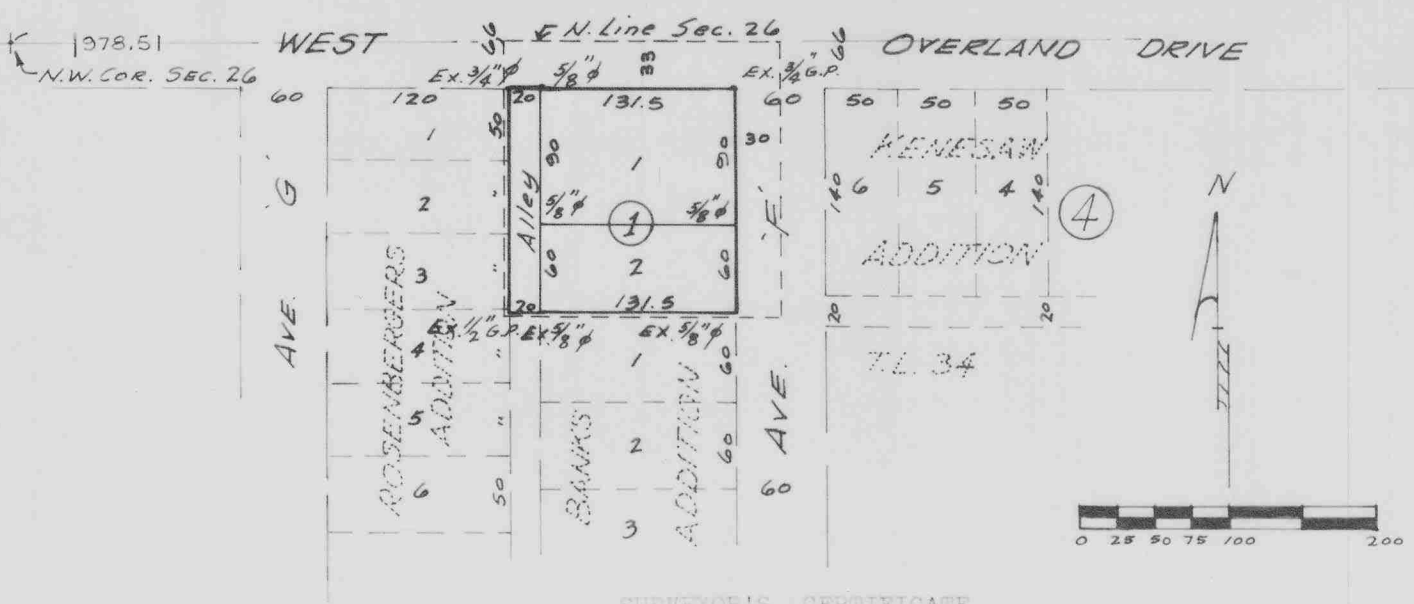 WEST OVERLAND DRIVE
1978.51
N.W. COR. SEC. 26
N. Line Sec. 26
66
33
66
Ex. 3/4" φ
5/8" φ
Ex. 3/4" G.P.
60
120
20
131.5
60
50
50
50
1
50
90
1
90
30
KENESAW
'G'
2
"
Alley
5/8" φ
5/8" φ
1
'E'
140
6
5
4
140
4
N
3
"
60
2
60
ADDITION
20
131.5
20
20
Ex. 1/2" G.P.
Ex 5/8" φ
Ex. 5/8" φ
AVE.
ROSENBERGERS
ADDITION
4
"
1
60
T.L. 34
5
"
BANKS
ADDITION
2
60
AVE.
6
50
3
60
0 25 50 75 100 200
SURVEYOR'S CERTIFICATE